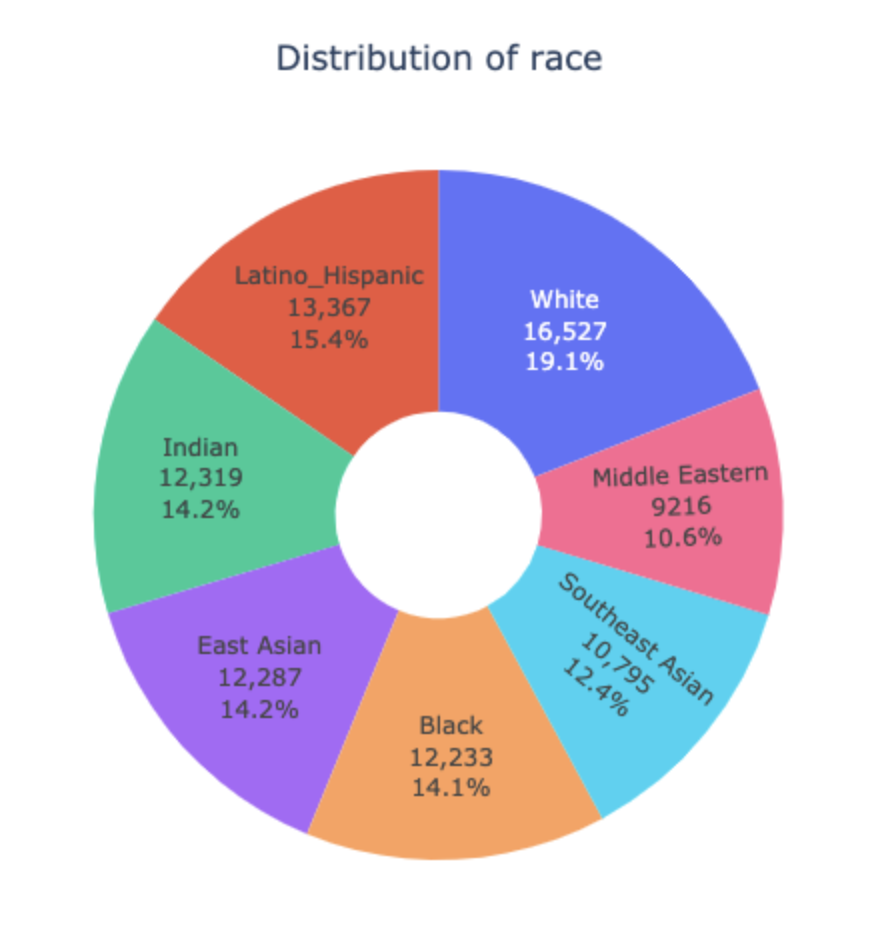 Distribution of race
Latino_Hispanic
13,367
15.4%
White
16,527
19.1%
Indian
12,319
14.2%
Middle Eastern
9216
10.6%
Southeast Asian
10,795
12.4%
East Asian
12,287
14.2%
Black
12,233
14.1%